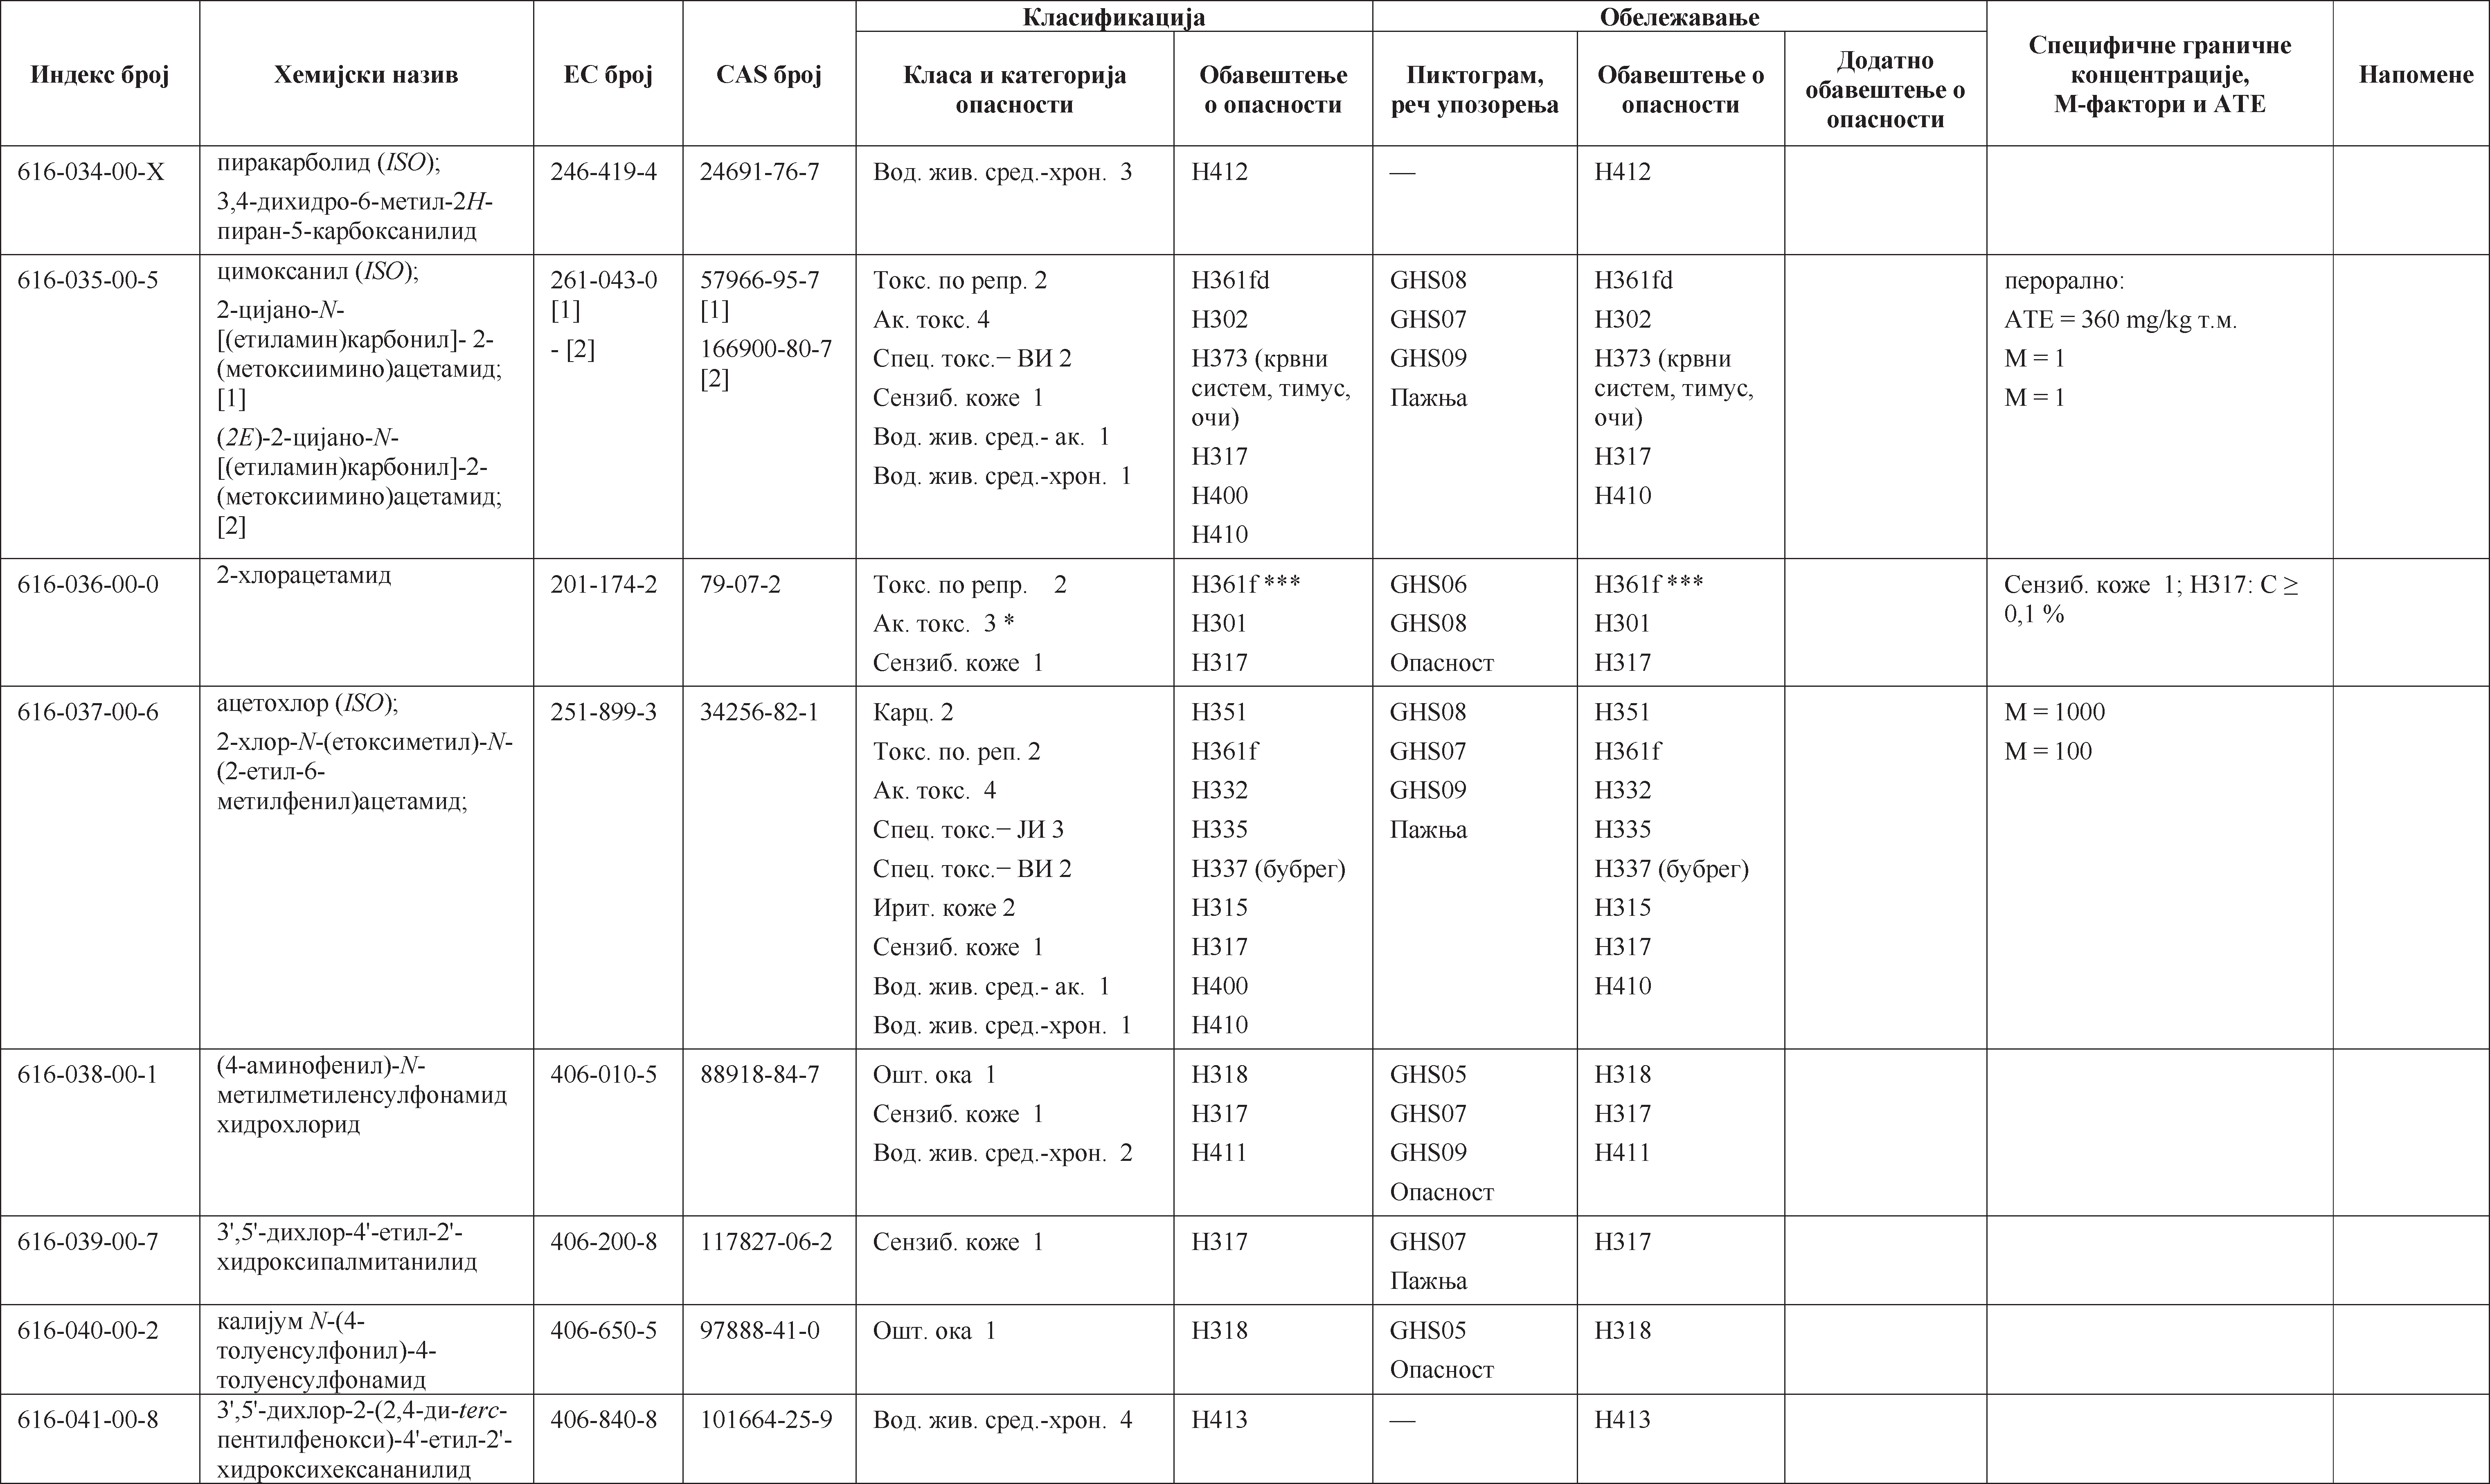 Индекс број
Хемијски назив
ЕС број
CAS број
Класификација
Обележавање
Класа и категорија
опасности
Обавештење
о опасности
Пиктограм,
реч упозорења
Обавештење о
опасности
Додатно
обавештење о
опасности
Специфичне граничне
концентрације,
М-фактори и АТЕ
Напомене
616-034-00-X
пиракарболид (ISO);
3,4-дихидро-6-метил-2H-
пиран-5-карбоксанилид
246-419-4
24691-76-7
Вод. жив. сред.-хрон. 3
H412
—
H412
616-035-00-5
цимоксанил (ISO);
2-цијано-N-
[(етиламин)карбонил]- 2-
(метоксиимино)ацетамид;
[1]
(2E)-2-цијано-N-
[(етиламин)карбонил]-2-
(метоксиимино)ацетамид;
[2]
261-043-0
[1]
- [2]
57966-95-7
[1]
166900-80-7
[2]
Токс. по репр. 2
Ак. токс. 4
Спец. токс.− ВИ 2
Сензиб. коже 1
Вод. жив. сред.- ак. 1
Вод. жив. сред.-хрон. 1
H361fd
H302
H373 (крвни
систем, тимус,
очи)
H317
H400
H410
GHS08
GHS07
GHS09
Пажња
H361fd
H302
H373 (крвни
систем, тимус,
очи)
H317
H410
перорално:
ATE = 360 mg/kg т.м.
M = 1
M = 1
616-036-00-0
2-хлорацетамид
201-174-2
79-07-2
Токс. по репр. 2
Ак. токс. 3 *
Сензиб. коже 1
H361f ***
H301
H317
GHS06
GHS08
Опасност
H361f ***
H301
H317
Сензиб. коже 1; H317: C ≥
0,1 %
616-037-00-6
ацетохлор (ISO);
2-хлор-N-(етоксиметил)-N-
(2-етил-6-
метилфенил)ацетамид;
251-899-3
34256-82-1
Карц. 2
Токс. по. реп. 2
Ак. токс. 4
Спец. токс.− ЈИ 3
Спец. токс.− ВИ 2
Ирит. коже 2
Сензиб. коже 1
Вод. жив. сред.- ак. 1
Вод. жив. сред.-хрон. 1
H351
H361f
H332
H335
H337 (бубрег)
H315
H317
H400
H410
GHS08
GHS07
GHS09
Пажња
H351
H361f
H332
H335
H337 (бубрег)
H315
H317
H410
M = 1000
M = 100
616-038-00-1
(4-аминофенил)-N-
метилметиленсулфонамид
хидрохлорид
406-010-5
88918-84-7
Ошт. ока 1
Сензиб. коже 1
Вод. жив. сред.-хрон. 2
H318
H317
H411
GHS05
GHS07
GHS09
Опасност
H318
H317
H411
616-039-00-7
3',5'-дихлор-4'-етил-2'-
хидроксипалмитанилид
406-200-8
117827-06-2
Сензиб. коже 1
H317
GHS07
Пажња
H317
616-040-00-2
калијум N-(4-
толуенсулфонил)-4-
толуенсулфонамид
406-650-5
97888-41-0
Ошт. ока 1
H318
GHS05
Опасност
H318
616-041-00-8
3',5'-дихлор-2-(2,4-ди-terc-
пентилфенокси)-4'-етил-2'-
хидроксихексананилид
406-840-8
101664-25-9
Вод. жив. сред.-хрон. 4
H413
—
H413